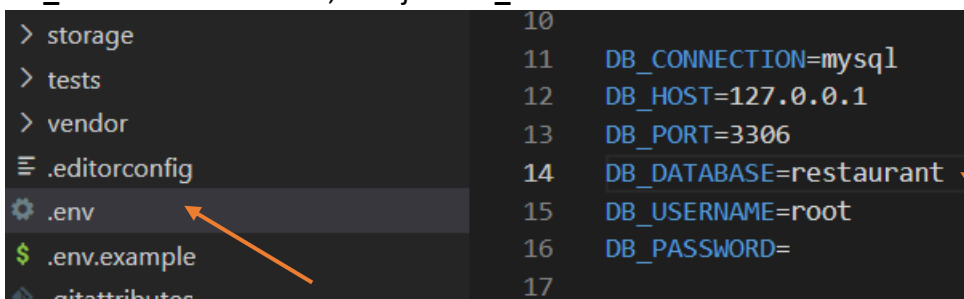 > storage
> tests
> vendor
.editorconfig
.env
$ .env.example
.gitattributes
10
11 DB_CONNECTION=mysql
12 DB_HOST=127.0.0.1
13 DB_PORT=3306
14 DB_DATABASE=restaurant
15 DB_USERNAME=root
16 DB_PASSWORD=
17